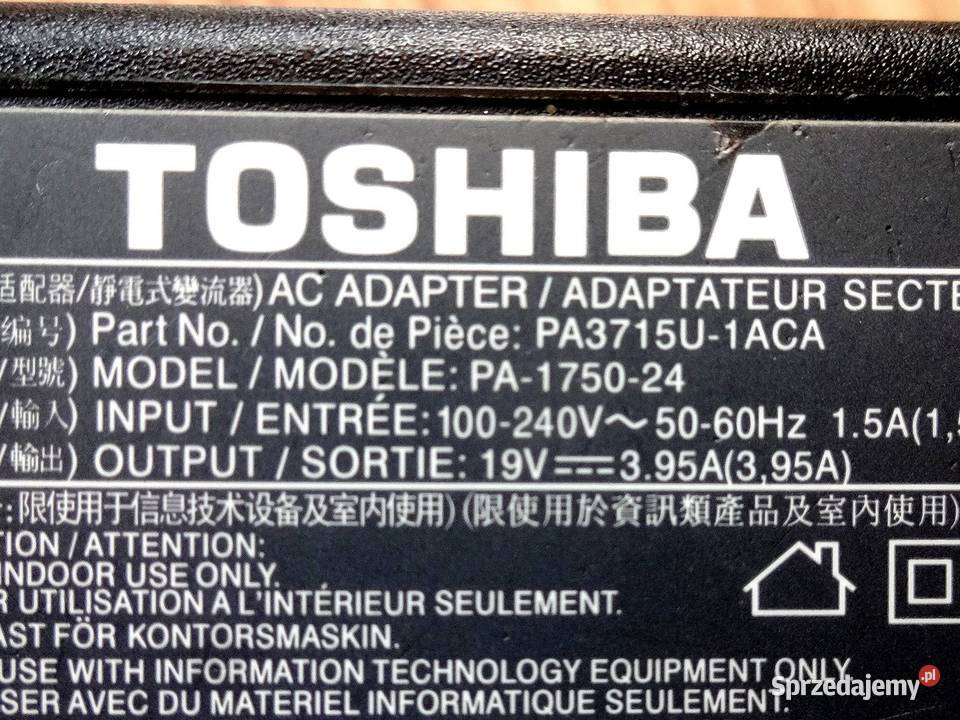 TOSHIBA
适配器/靜電式變流器) AC ADAPTER / ADAPTATEUR SECTE
编号) Part No. / No. de Pièce: PA3715U-1ACA
/型號) MODEL / MODÈLE: PA-1750-24
/輸入) INPUT / ENTRÉE: 100-240V～ 50-60Hz 1.5A(1,5
/輸出) OUTPUT / SORTIE: 19V⎓3.95A(3,95A)
:限使用于信息技术设备及室内使用) (限使用於資訊類產品及室內使用)
TION / ATTENTION:
INDOOR USE ONLY.
R UTILISATION A L'INTÉRIEUR SEULEMENT.
AST FÖR KONTORSMASKIN.
USE WITH INFORMATION TECHNOLOGY EQUIPMENT ONLY.
SER AVEC DU MATERIEL INFORMATIQUE SEULEMENT.
Sprzedajemy.pl